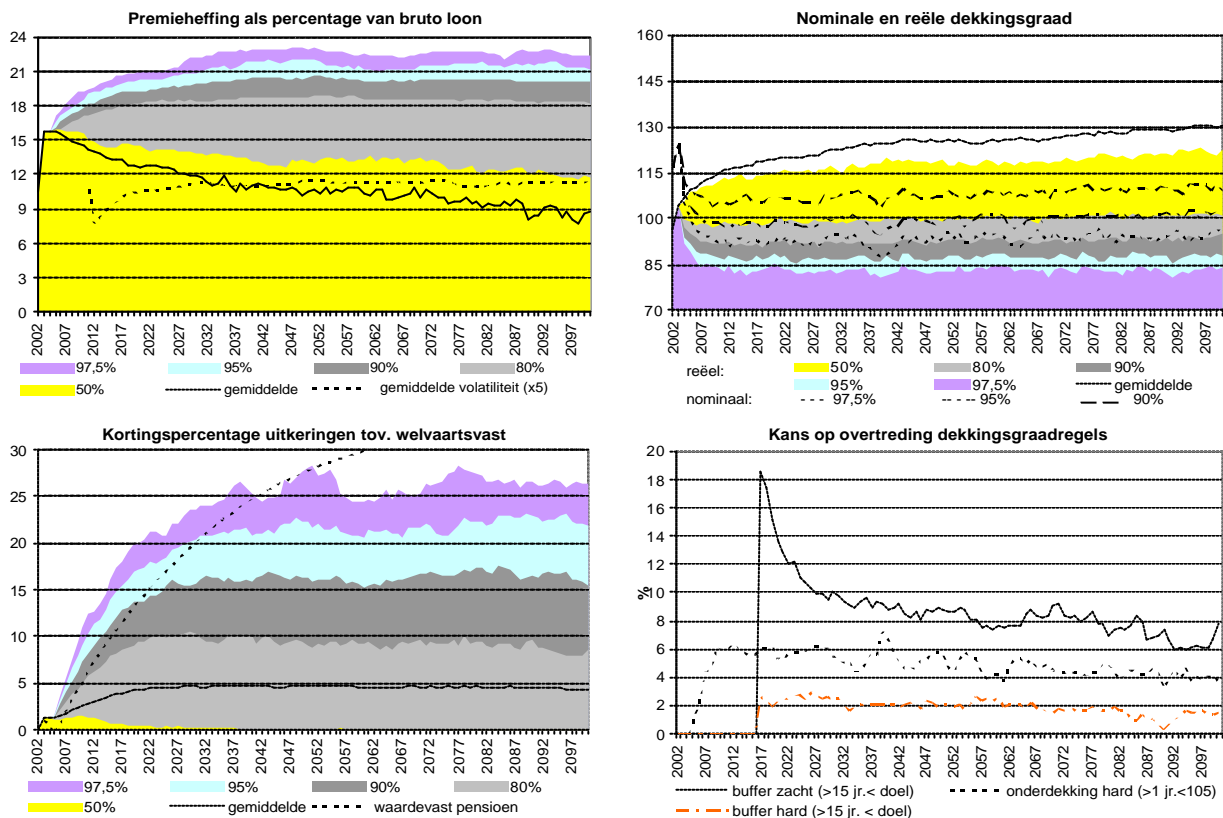 Premieheffing als percentage van bruto loon
24
21
18
15
12
9
6
3
0
2002 2007 2012 2017 2022 2027 2032 2037 2042 2047 2052 2057 2062 2067 2072 2077 2082 2087 2092 2097
97,5% 95% 90% 80%
50% gemiddelde gemiddelde volatiliteit (x5)
Nominale en reële dekkingsgraad
160
145
130
115
100
85
70
2002 2007 2012 2017 2022 2027 2032 2037 2042 2047 2052 2057 2062 2067 2072 2077 2082 2087 2092 2097
reëel: 50% 80% 90%
95% 97,5% gemiddelde
nominaal: 97,5% 95% 90%
Kortingspercentage uitkeringen tov. welvaartsvast
30
25
20
15
10
5
0
2002 2007 2012 2017 2022 2027 2032 2037 2042 2047 2052 2057 2062 2067 2072 2077 2082 2087 2092 2097
97,5% 95% 90% 80%
50% gemiddelde waardevast pensioen
Kans op overtreding dekkingsgraadregels
20
18
16
14
12
10
8
6
4
2
0
%
2002 2007 2012 2017 2022 2027 2032 2037 2042 2047 2052 2057 2062 2067 2072 2077 2082 2087 2092 2097
buffer zacht (>15 jr.< doel) onderdekking hard (>1 jr.<105)
buffer hard (>15 jr. < doel)